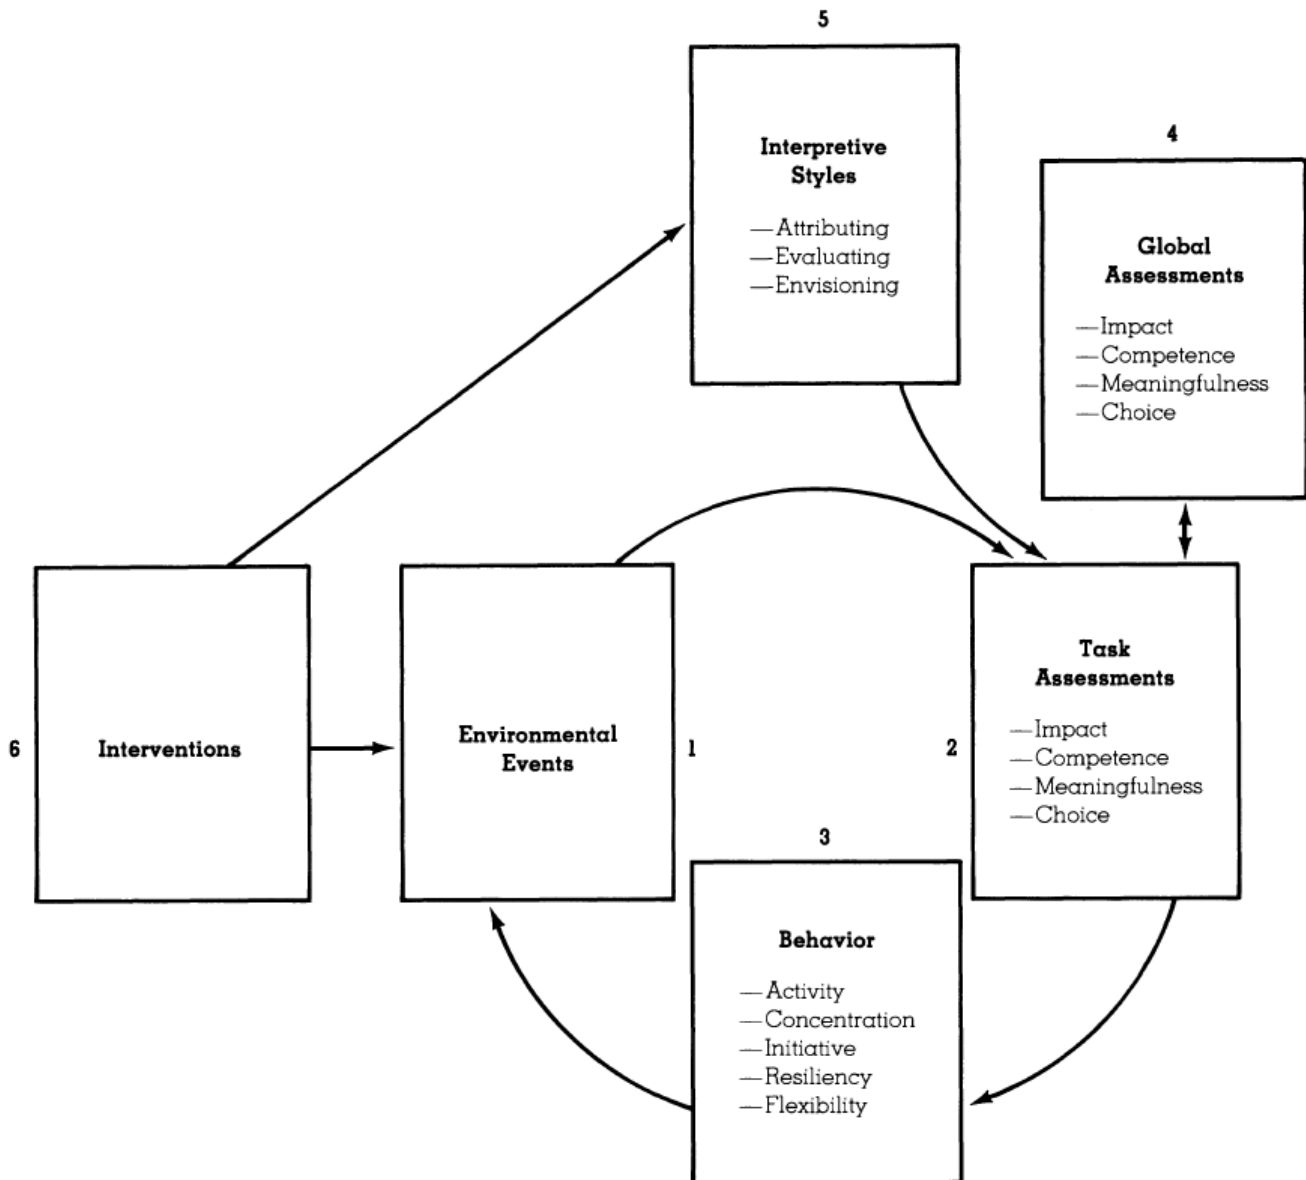 5
Interpretive
Styles
—Attributing
—Evaluating
—Envisioning
4
Global
Assessments
—Impact
—Competence
—Meaningfulness
—Choice
6
Interventions
Environmental
Events
1
2
Task
Assessments
—Impact
—Competence
—Meaningfulness
—Choice
3
Behavior
—Activity
—Concentration
—Initiative
—Resiliency
—Flexibility